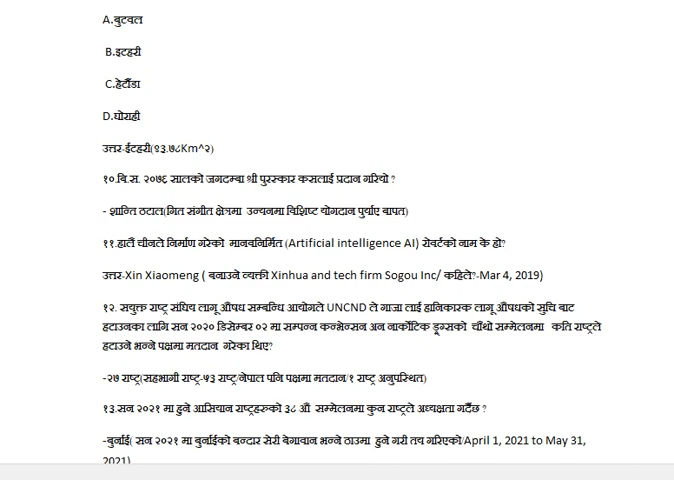 A.बुटवल
B.इटहरी
C.हेटौंडा
D.घोराही
उत्तर-ईटहरी(९३.७८Km^२)
१०.बि.स. २०७६ सालको जगदम्बा श्री पुरस्कार कसलाई प्रदान गरियो ?
- शान्ति ठटाल(गित संगीत क्षेत्रमा उन्यनमा विशिष्ट योगदान पुर्याए बापत)
११.हालै चीनले निर्माण गरेको मानवनिर्मित (Artificial intelligence AI) रोवर्टको नाम के हो?
उत्तर-Xin Xiaomeng ( बनाउने व्यक्ती Xinhua and tech firm Sogou Inc/ कहिले?-Mar 4, 2019)
१२. सयुक्त राष्ट्र संघिय लागू औषध सम्बन्धि आयोगले UNCND ले गाजा लाई हानिकारक लागू औषधको सुचि बाट
हटाउनका लागि सन २०२० डिसेम्बर ०२ मा सम्पन्न कन्भेन्सन अन नार्कोटिक ड्रग्सको चौंथो सम्मेलनमा कति राष्ट्रले
हटाउने भन्ने पक्षमा मतदान गरेका थिए?
-२७ राष्ट्र(सहभागी राष्ट्र-५३ राष्ट्र/नेपाल पनि पक्षमा मतदान/१ राष्ट्र अनुपस्थित)
१३.सन २०२१ मा हुने आसियान राष्ट्रहरुको ३८ औं सम्मेलनमा कुन राष्ट्रले अध्यक्षता गर्दैछ ?
-बुर्नाई( सन २०२१ मा बुर्नाईको बन्दार सेरी बेगावान भन्ने ठाउमा हुने गरी तय गरिएको/April 1, 2021 to May 31,
2021)